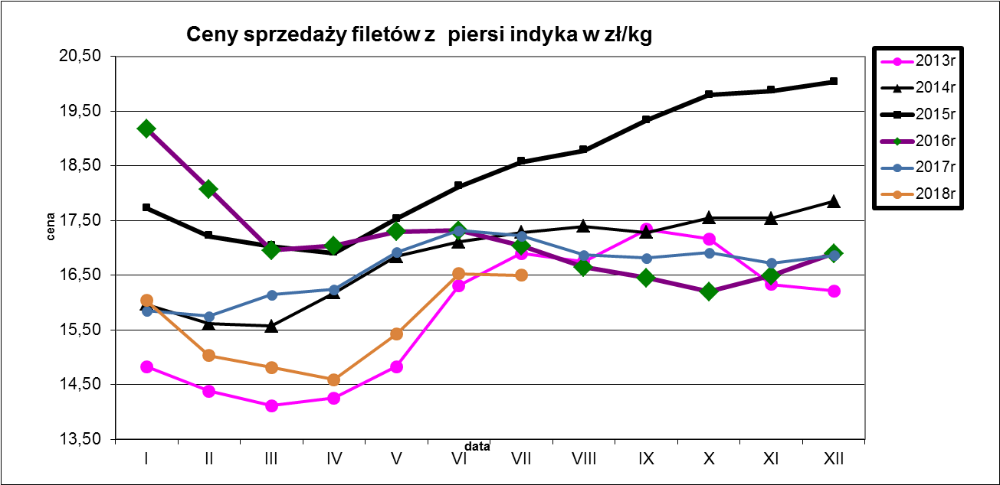 Ceny sprzedaży filetów z piersi indyka w zł/kg
20,50
19,50
18,50
17,50
16,50
15,50
14,50
13,50
cena
data
I II III IV V VI VII VIII IX X XI XII
2013r
2014r
2015r
2016r
2017r
2018r